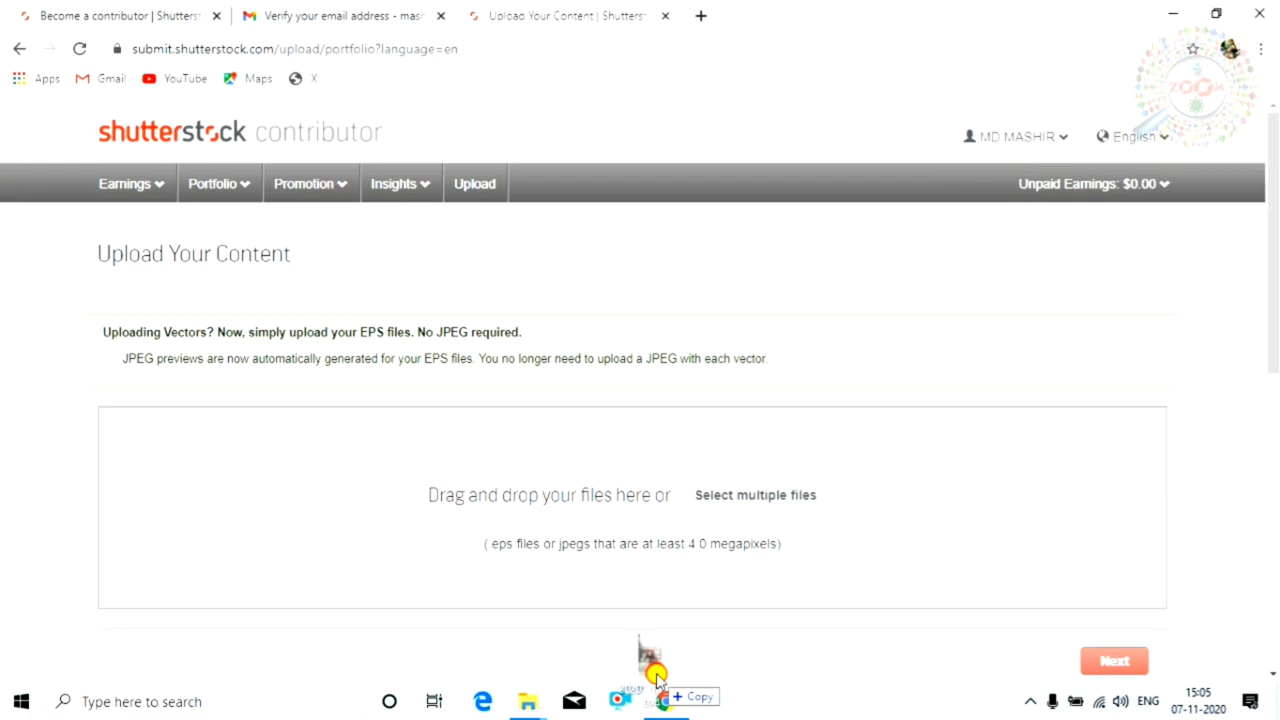 Become a contributor | Shutters
Verify your email address - mas
Upload Your Content | Shutters
submit.shutterstock.com/upload/portfolio?language=en
Apps
Gmail
YouTube
Maps
X
ZOOM
shutterstock contributor
MD MASHIR
English
Earnings
Portfolio
Promotion
Insights
Upload
Unpaid Earnings: $0.00
Upload Your Content
Uploading Vectors? Now, simply upload your EPS files. No JPEG required.
JPEG previews are now automatically generated for your EPS files. You no longer need to upload a JPEG with each vector.
Drag and drop your files here or
Select multiple files
( eps files or jpegs that are at least 4 0 megapixels)
Next
2020
+ Copy
Type here to search
ENG
15:05
07-11-2020